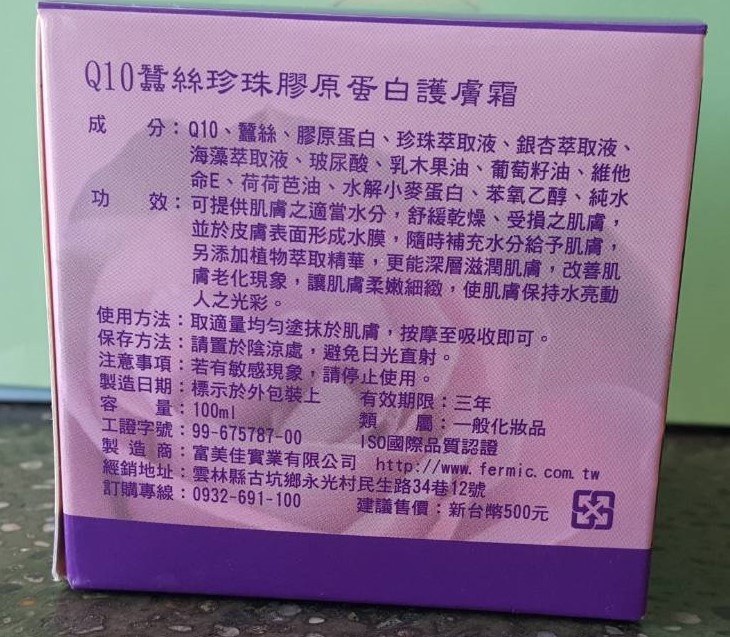 Q10蠶絲珍珠膠原蛋白護膚霜
成 分：Q10、蠶絲、膠原蛋白、珍珠萃取液、銀杏萃取液、
海藻萃取液、玻尿酸、乳木果油、葡萄籽油、維他
命E、荷荷芭油、水解小麥蛋白、苯氧乙醇、純水
功 效：可提供肌膚之適當水分，舒緩乾燥、受損之肌膚，
並於皮膚表面形成水膜，隨時補充水分給予肌膚，
另添加植物萃取精華，更能深層滋潤肌膚，改善肌
膚老化現象，讓肌膚柔嫩細緻，使肌膚保持水亮動
人之光彩。
使用方法：取適量均勻塗抹於肌膚，按摩至吸收即可。
保存方法：請置於陰涼處，避免日光直射。
注意事項：若有敏感現象，請停止使用。
製造日期：標示於外包裝上 有效期限：三年
容 量：100ml 類 屬：一般化妝品
工證字號：99-675787-00 ISO國際品質認證
製 造 商：富美佳實業有限公司 http://www.fermic.com.tw
經銷地址：雲林縣古坑鄉永光村民生路34巷12號
訂購專線：0932-691-100 建議售價：新台幣500元